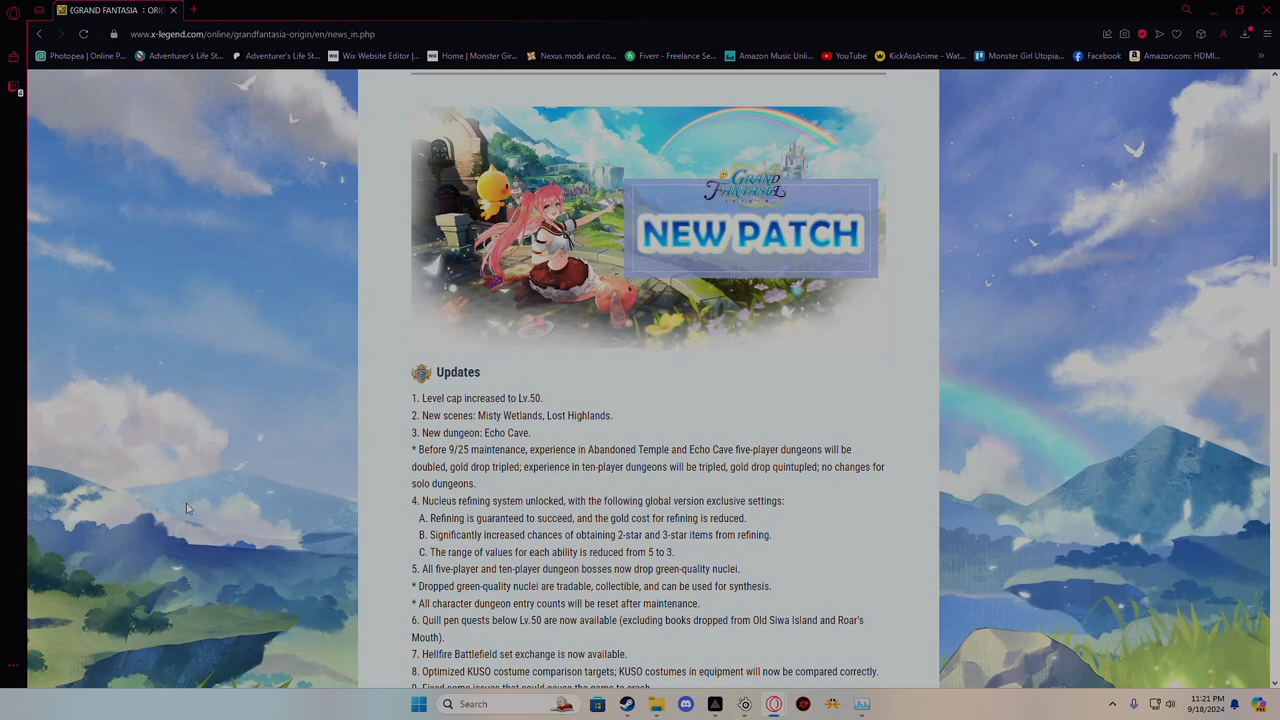 《GRAND FANTASIA : ORIG
www.x-legend.com/online/grandfantasia-origin/en/news_in.php
Photopea | Online P...
Adventurer's Life St...
Adventurer's Life St...
Wix Website Editor |...
Home | Monster Gir...
Nexus mods and co...
Fiverr - Freelance Se...
Amazon Music Unli...
YouTube
KickAssAnime - Wat...
Monster Girl Utopia...
Facebook
Amazon.com: HDMI...
GRAND
FANTASIA
NEW PATCH
Updates
1. Level cap increased to Lv.50.
2. New scenes: Misty Wetlands, Lost Highlands.
3. New dungeon: Echo Cave.
* Before 9/25 maintenance, experience in Abandoned Temple and Echo Cave five-player dungeons will be
doubled, gold drop tripled; experience in ten-player dungeons will be tripled, gold drop quintupled; no changes for
solo dungeons.
4. Nucleus refining system unlocked, with the following global version exclusive settings:
A. Refining is guaranteed to succeed, and the gold cost for refining is reduced.
B. Significantly increased chances of obtaining 2-star and 3-star items from refining.
C. The range of values for each ability is reduced from 5 to 3.
5. All five-player and ten-player dungeon bosses now drop green-quality nuclei.
* Dropped green-quality nuclei are tradable, collectible, and can be used for synthesis.
* All character dungeon entry counts will be reset after maintenance.
6. Quill pen quests below Lv.50 are now available (excluding books dropped from Old Siwa Island and Roar's
Mouth).
7. Hellfire Battlefield set exchange is now available.
8. Optimized KUSO costume comparison targets; KUSO costumes in equipment will now be compared correctly.
9. Fixed some issues that could cause the game to crash.
Search
11:21 PM
9/18/2024